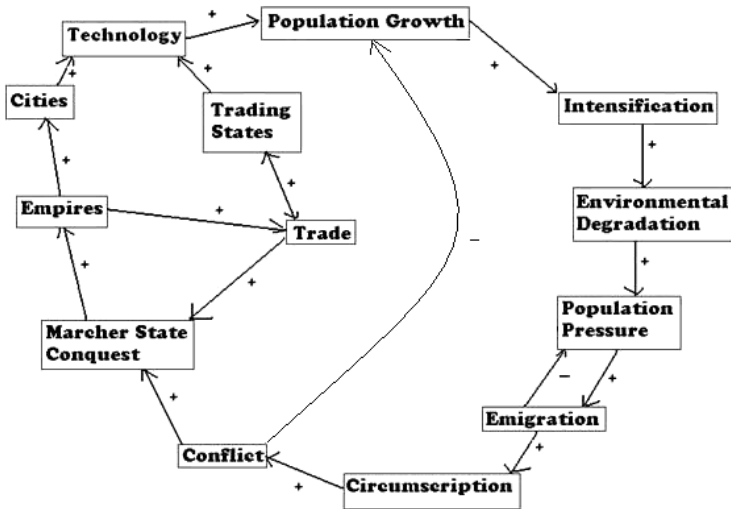 Population Growth
+
Technology
+
+
+
Cities
Trading
States
Intensification
+
+
+
Environmental
Degradation
Empires
+
Trade
−
+
+
+
Population
Pressure
Marcher State
Conquest
−
+
+
Emigration
+
Conflict
+
Circumscription